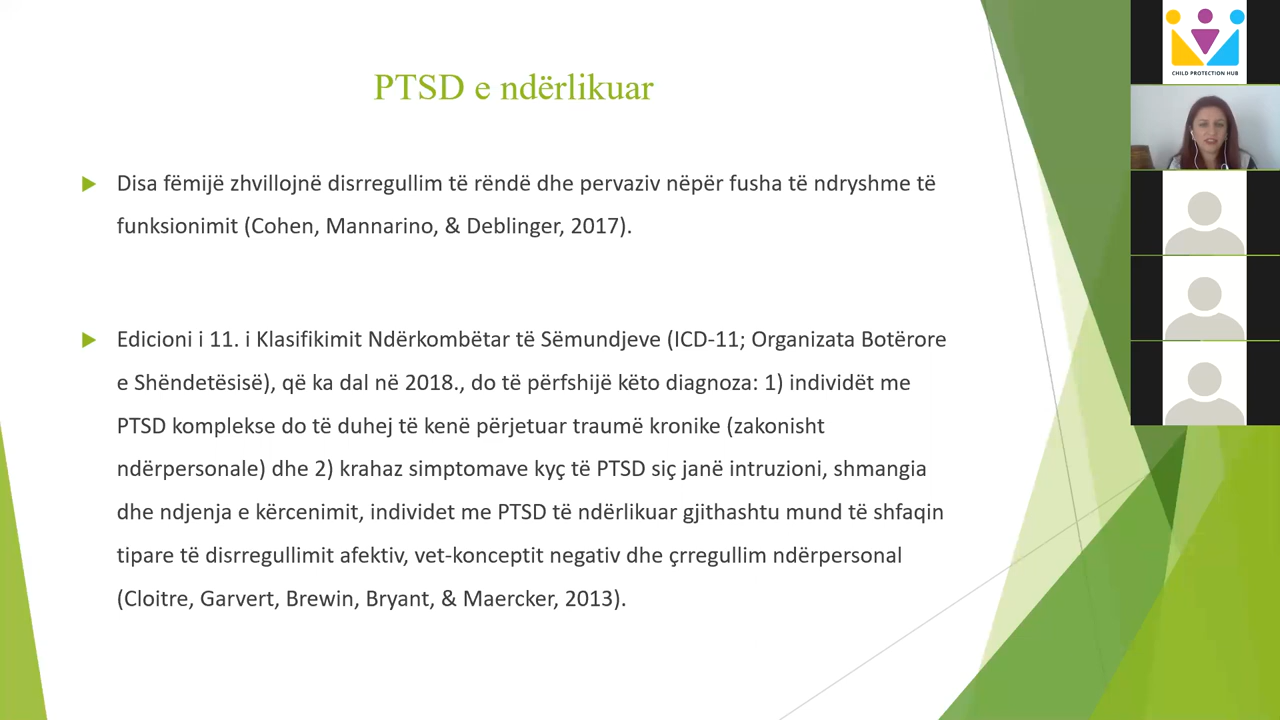 PTSD e ndërlikuar
Disa fëmijë zhvillojnë disrregullim të rëndë dhe pervaziv nëpër fusha të ndryshme të
funksionimit (Cohen, Mannarino, & Deblinger, 2017).
Edicioni i 11. i Klasifikimit Ndërkombëtar të Sëmundjeve (ICD-11; Organizata Botërore
e Shëndetësisë), që ka dal në 2018., do të përfshijë këto diagnoza: 1) individët me
PTSD komplekse do të duhej të kenë përjetuar traumë kronike (zakonisht
ndërpersonale) dhe 2) krahaz simptomave kyç të PTSD siç janë intruzioni, shmangia
dhe ndjenja e kërcenimit, individet me PTSD të ndërlikuar gjithashtu mund të shfaqin
tipare të disrregullimit afektiv, vet-konceptit negativ dhe çrregullim ndërpersonal
(Cloitre, Garvert, Brewin, Bryant, & Maercker, 2013).
CHILD PROTECTION HUB